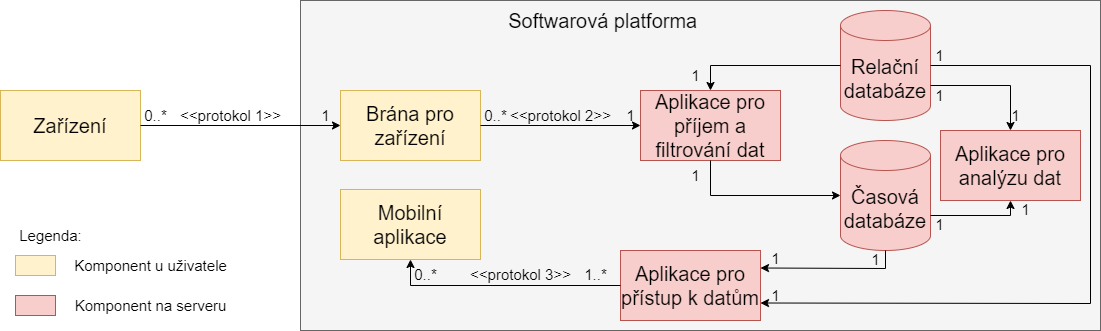 Softwarová platforma
Zařízení
0..* <<protokol 1>> 1
Brána pro
zařízení
0..* <<protokol 2>> 1
Aplikace pro
příjem a
filtrování dat
1
1
Relační
databáze
1
1
1
Časová
databáze
1
1
1
Aplikace pro
analýzu dat
1
1
Mobilní
aplikace
0..* <<protokol 3>> 1..*
Aplikace pro
přístup k datům
1
1
Legenda:
Komponent u uživatele
Komponent na serveru